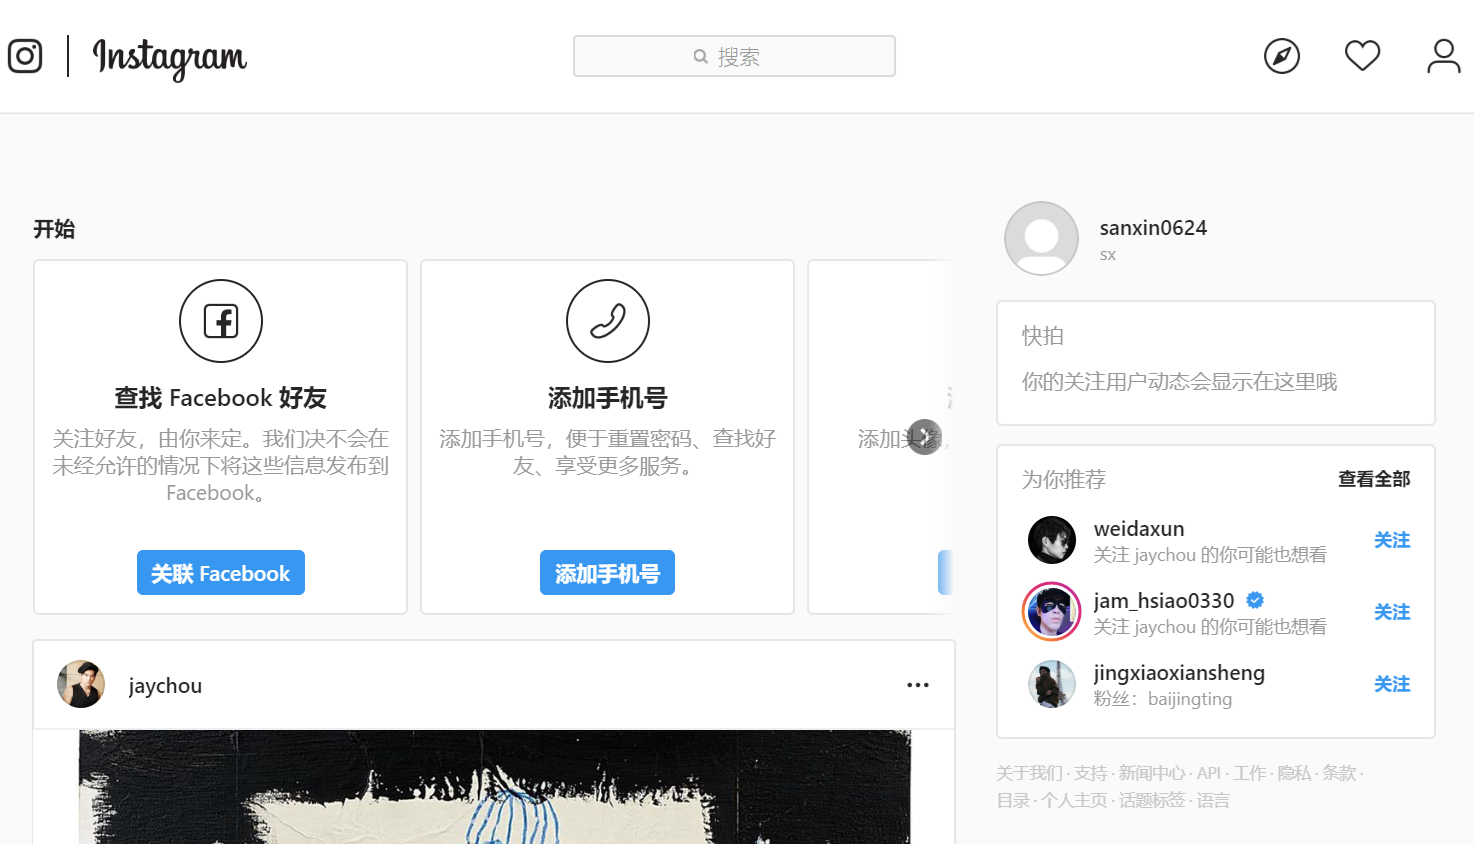 Instagram
搜索
开始
查找 Facebook 好友
关注好友，由你来定。我们决不会在
未经允许的情况下将这些信息发布到
Facebook。
关联 Facebook
添加手机号
添加手机号，便于重置密码、查找好
友、享受更多服务。
添加手机号
添加头像，
jaychou
sanxin0624
sx
快拍
你的关注用户动态会显示在这里哦
为你推荐 查看全部
weidaxun
关注 jaychou 的你可能也想看
关注
jam_hsiao0330
关注 jaychou 的你可能也想看
关注
jingxiaoxiansheng
粉丝：baijingting
关注
关于我们 · 支持 · 新闻中心 · API · 工作 · 隐私 · 条款 ·
目录 · 个人主页 · 话题标签 · 语言